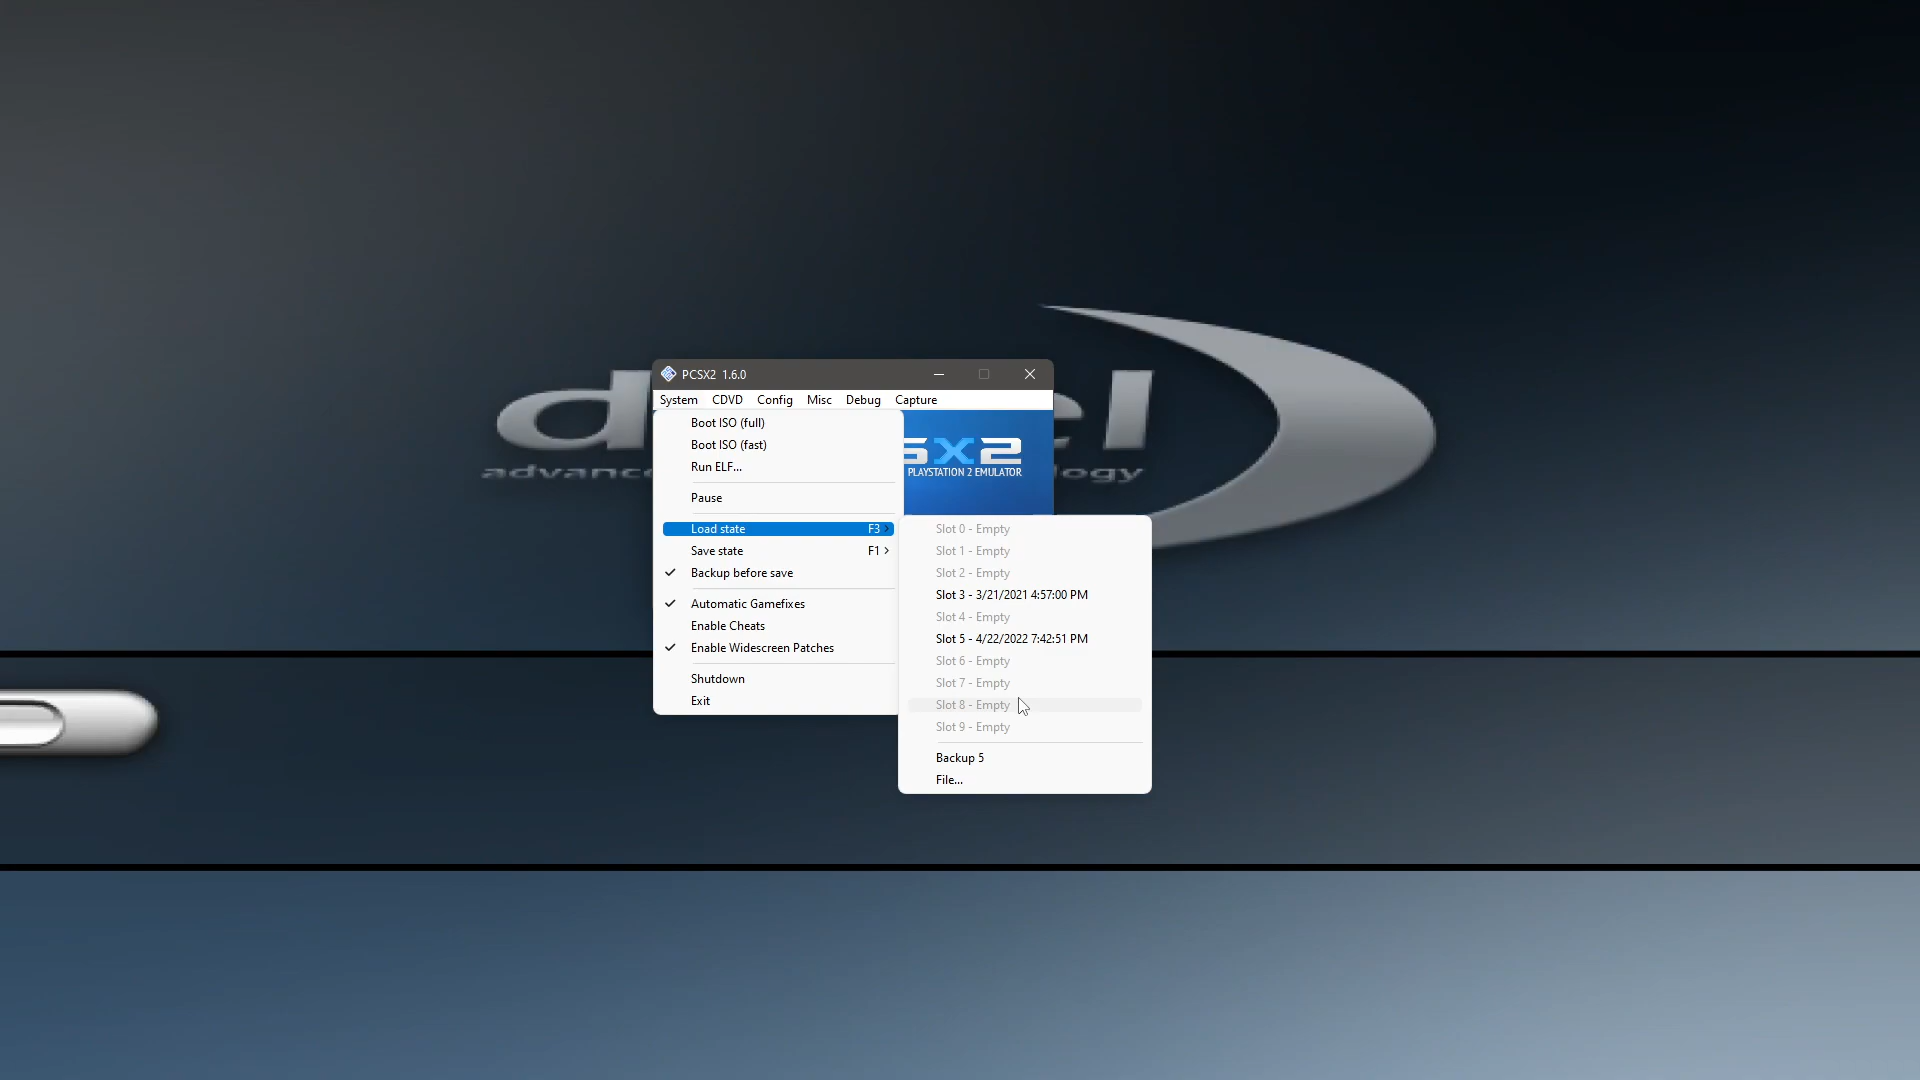 PCSX2 1.6.0
System CDVD Config Misc Debug Capture
Boot ISO (full)
Boot ISO (fast)
Run ELF...
Pause
Load state F3
Save state F1
Backup before save
Automatic Gamefixes
Enable Cheats
Enable Widescreen Patches
Shutdown
Exit
SX2
PLAYSTATION 2 EMULATOR
Slot 0 - Empty
Slot 1 - Empty
Slot 2 - Empty
Slot 3 - 3/21/2021 4:57:00 PM
Slot 4 - Empty
Slot 5 - 4/22/2022 7:42:51 PM
Slot 6 - Empty
Slot 7 - Empty
Slot 8 - Empty
Slot 9 - Empty
Backup 5
File...
d el
advanc ology